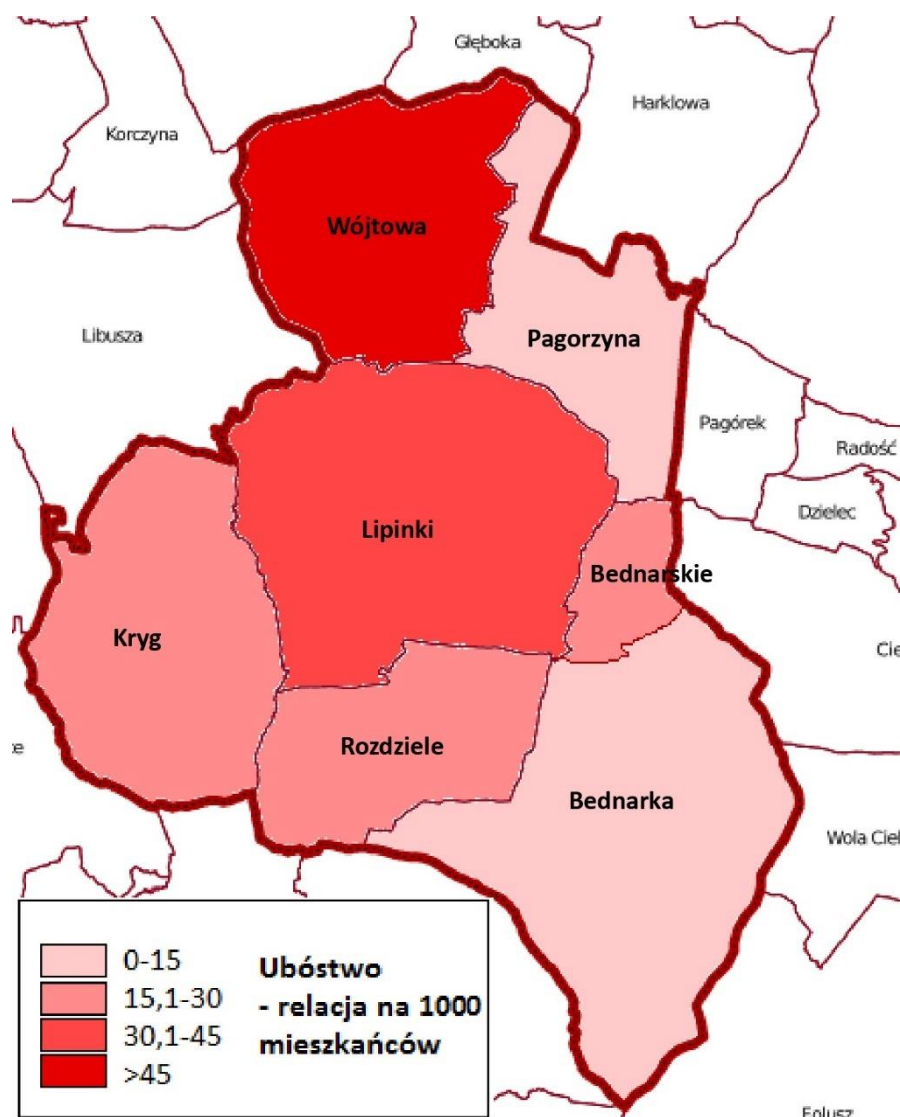 Głęboka
Harklowa
Korczyna
Wójtowa
Libusza
Pagorzyna
Pagórek
Radość
Dzielec
Lipinki
Bednarskie
Kryg
Cie
Rozdziele
Bednarka
Wola Ciel
0-15
15,1-30
30,1-45
>45
Ubóstwo
- relacja na 1000
mieszkańców